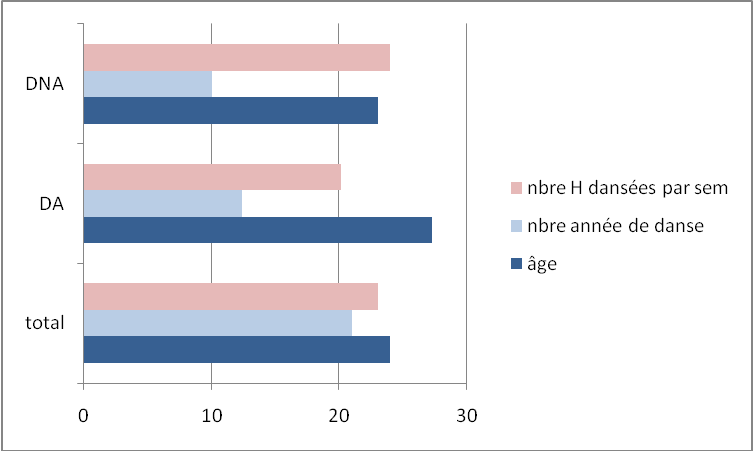 DNA
DA
total
0 10 20 30
nbre H dansées par sem
nbre année de danse
âge